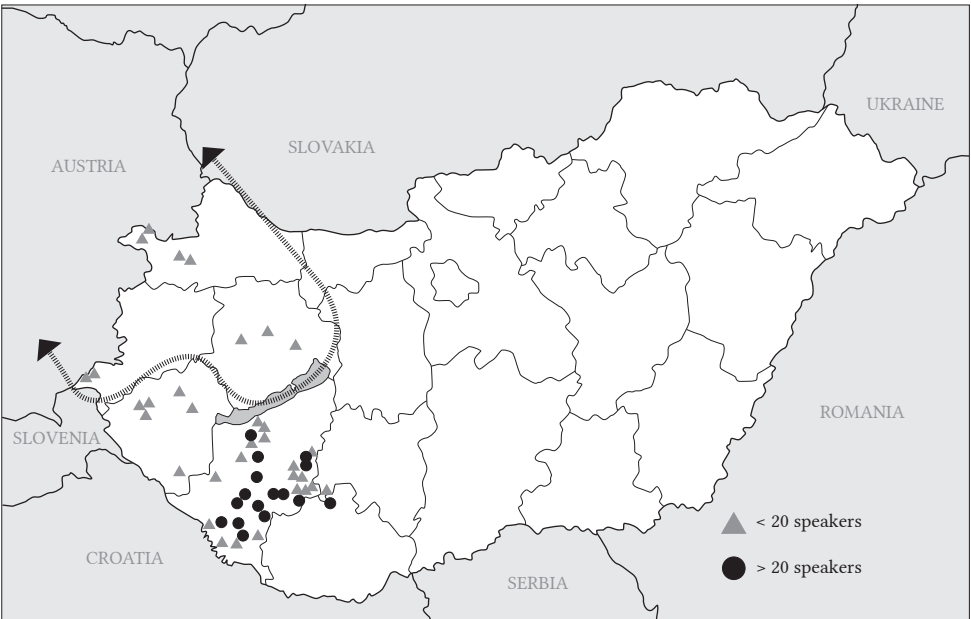 UKRAINE
SLOVAKIA
AUSTRIA
ROMANIA
SLOVENIA
< 20 speakers
CROATIA
> 20 speakers
SERBIA